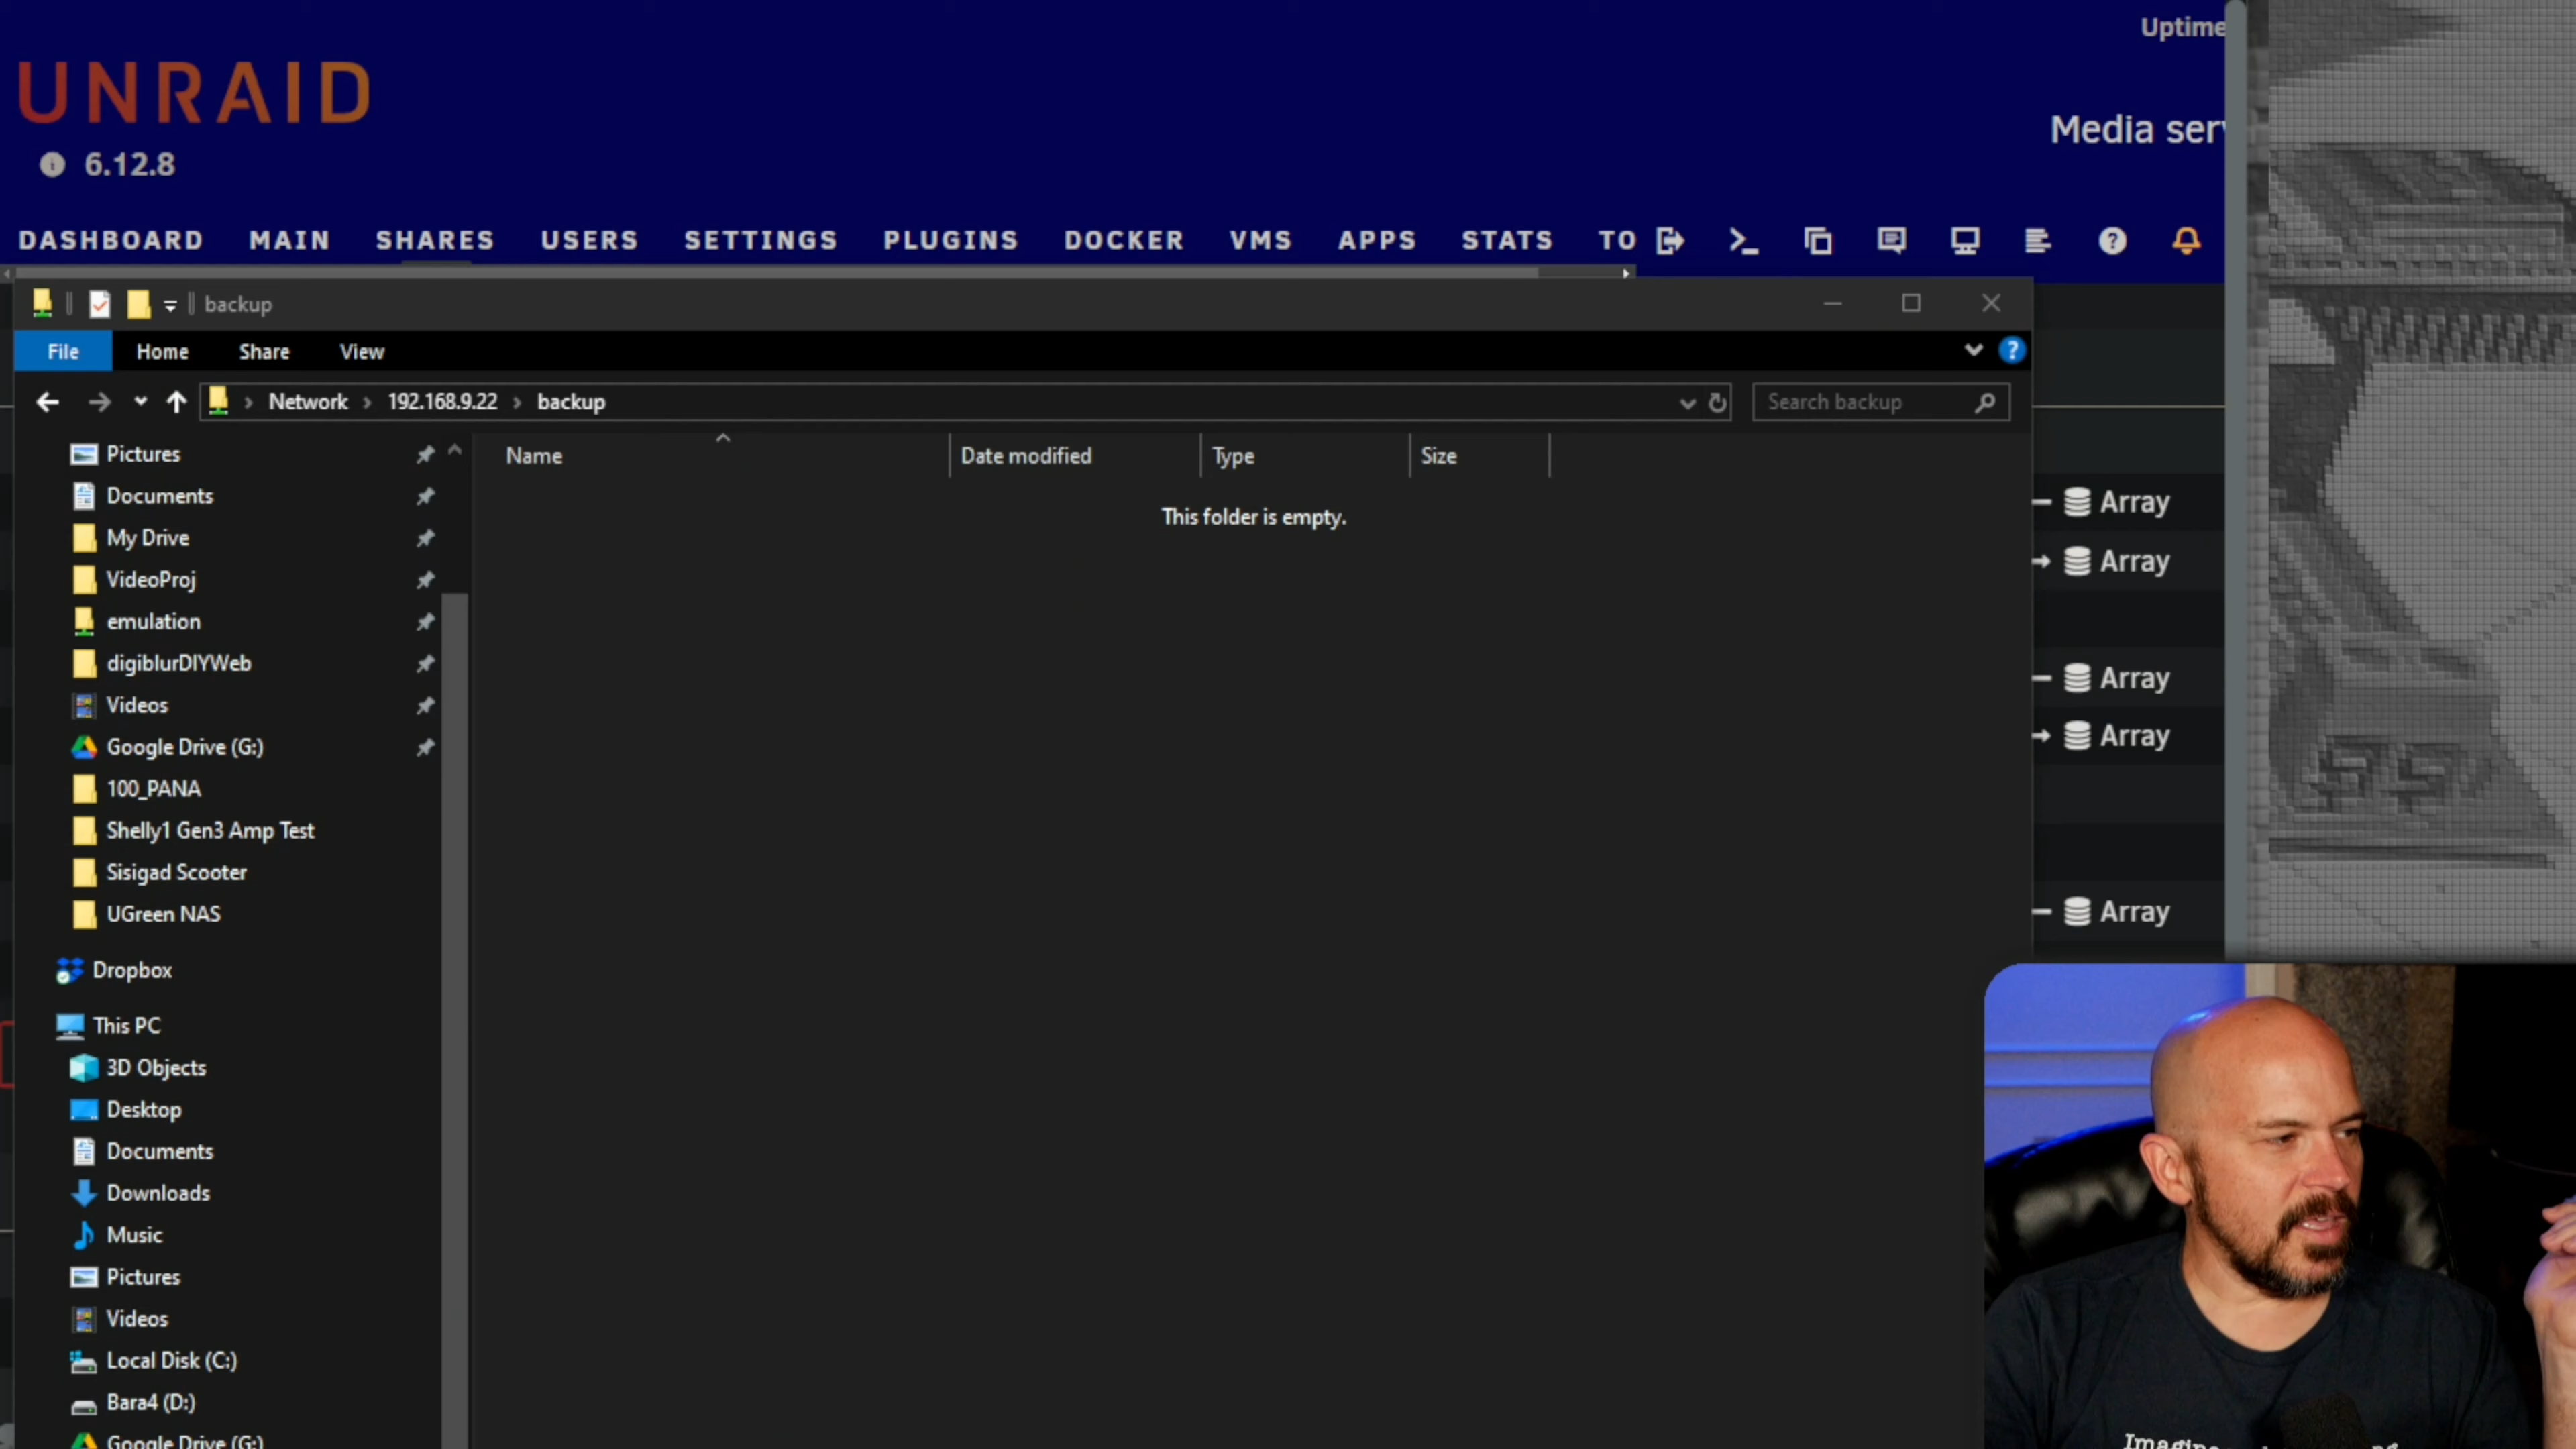 Uptime
UNRAID
Media ser
6.12.8
DASHBOARD MAIN SHARES USERS SETTINGS PLUGINS DOCKER VMS APPS STATS TO
backup
File Home Share View
Network 192.168.9.22 backup
Search backup
Name Date modified Type Size
This folder is empty.
Pictures
Documents
My Drive
VideoProj
emulation
digiblurDIYWeb
Videos
Google Drive (G:)
100_PANA
Shelly1 Gen3 Amp Test
Sisigad Scooter
UGreen NAS
Dropbox
This PC
3D Objects
Desktop
Documents
Downloads
Music
Pictures
Videos
Local Disk (C:)
Bara4 (D:)
Google Drive (G:)
Array
Array
Array
Array
Array